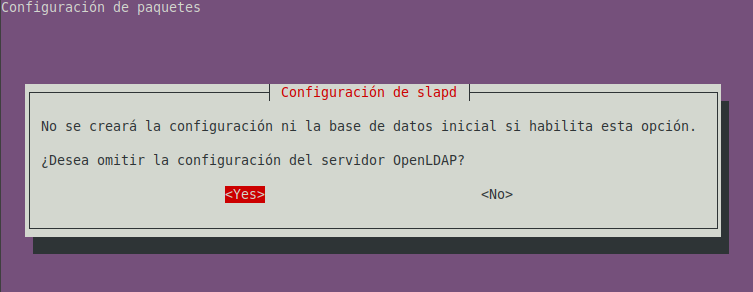 Configuración de paquetes
Configuración de slapd
No se creará la configuración ni la base de datos inicial si habilita esta opción.
¿Desea omitir la configuración del servidor OpenLDAP?
<Yes> <No>